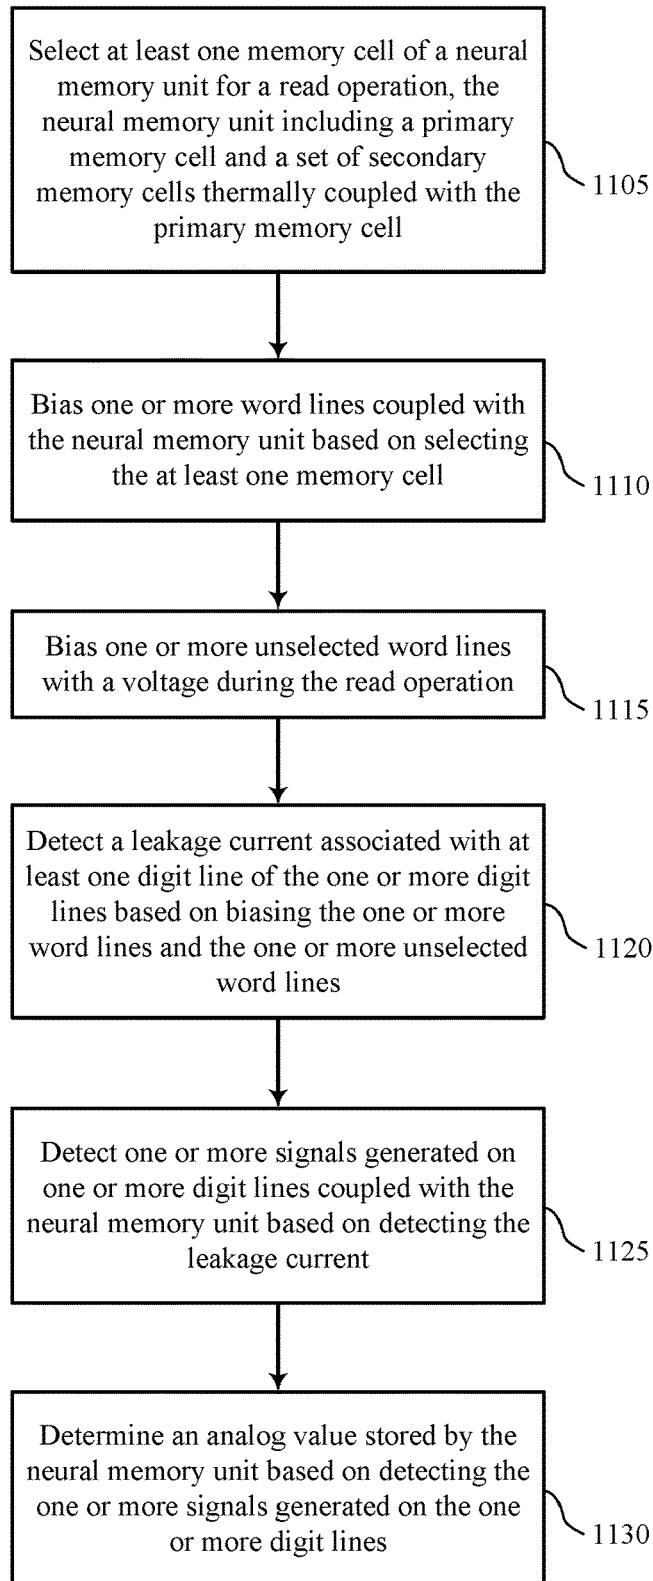 Select at least one memory cell of a neural
memory unit for a read operation, the
neural memory unit including a primary
memory cell and a set of secondary
memory cells thermally coupled with the
primary memory cell
1105
Bias one or more word lines coupled with
the neural memory unit based on selecting
the at least one memory cell
1110
Bias one or more unselected word lines
with a voltage during the read operation
1115
Detect a leakage current associated with at
least one digit line of the one or more digit
lines based on biasing the one or more
word lines and the one or more unselected
word lines
1120
Detect one or more signals generated on
one or more digit lines coupled with the
neural memory unit based on detecting the
leakage current
1125
Determine an analog value stored by the
neural memory unit based on detecting the
one or more signals generated on the one
or more digit lines
1130